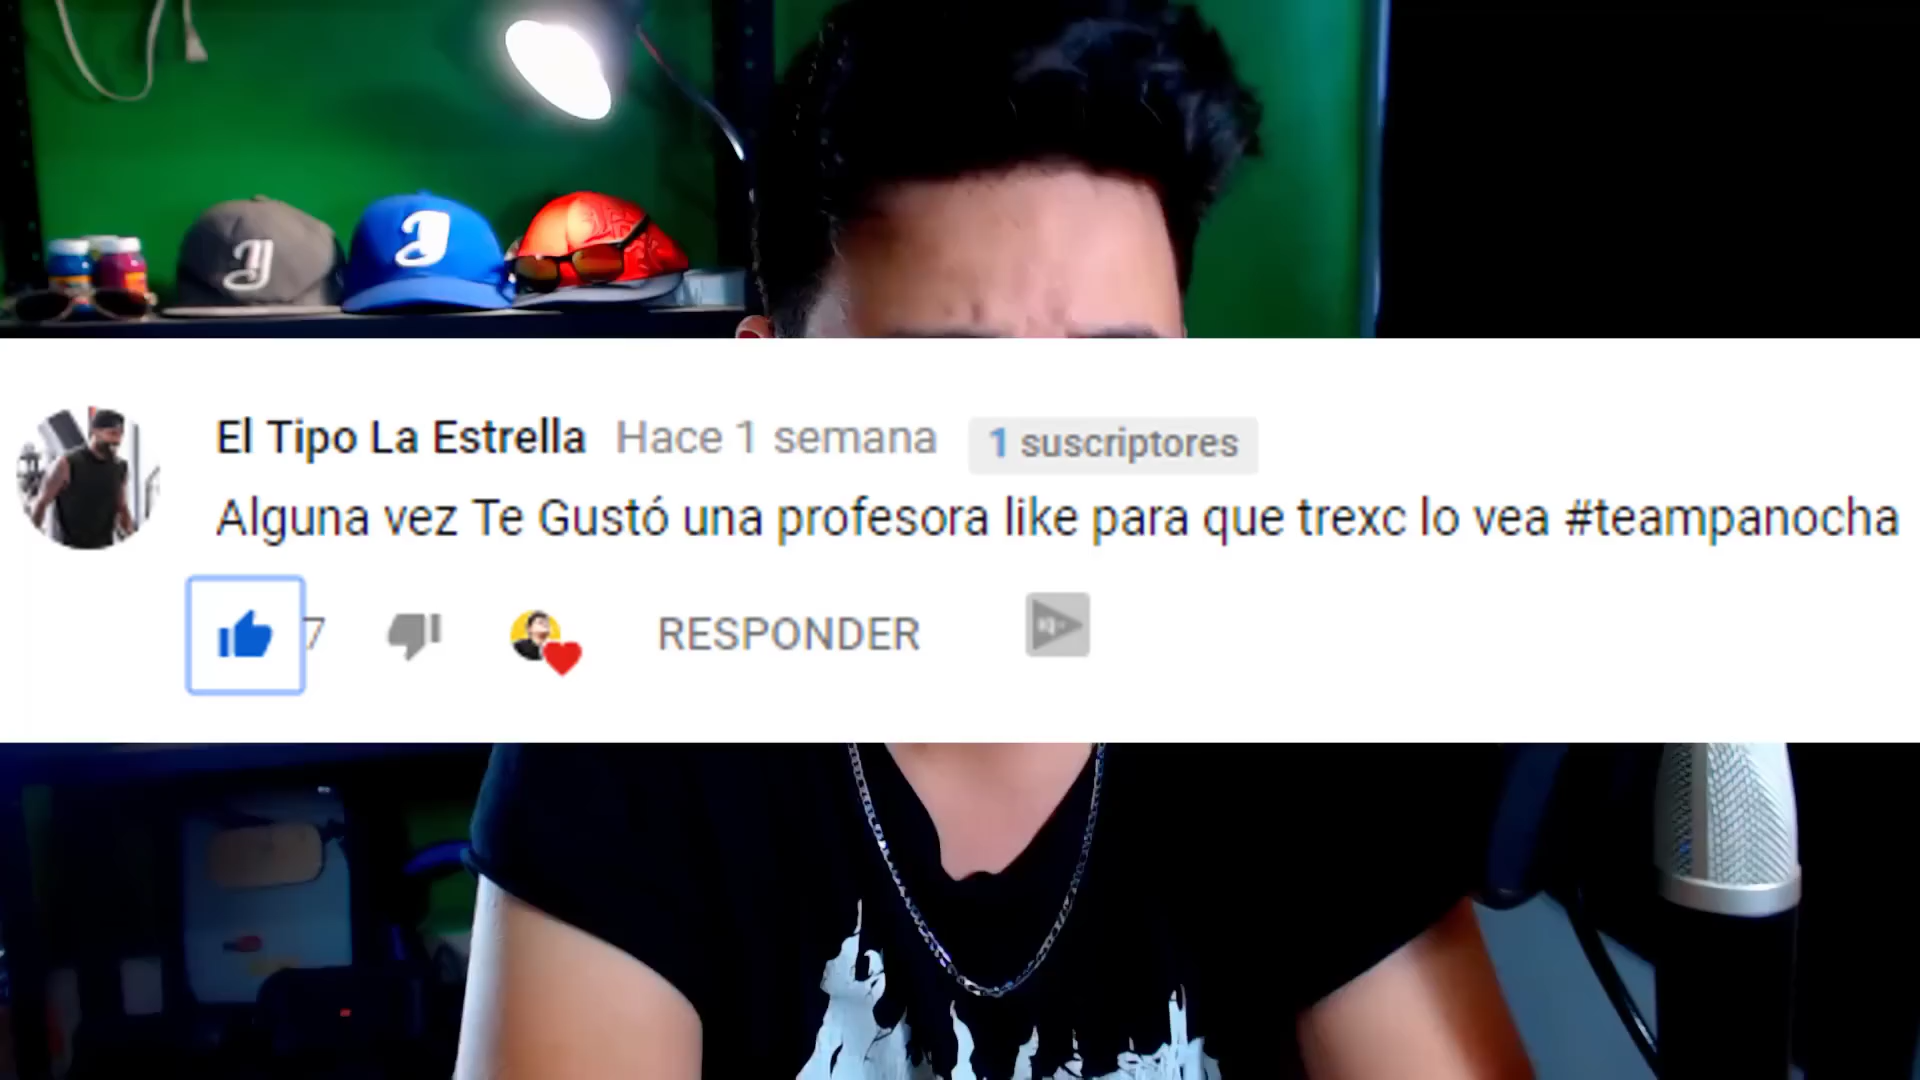 El Tipo La Estrella Hace 1 semana 1 suscriptores
Alguna vez Te Gustó una profesora like para que trexc lo vea #teampanocha
7 RESPONDER